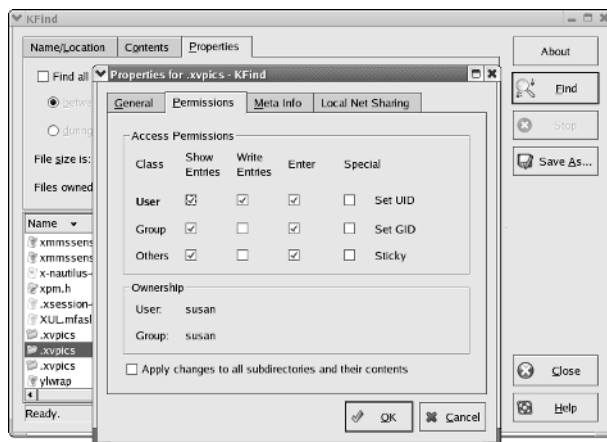 KFind
Name/Location Contents Properties
About
Find all
Find
between
during
Stop
File size is:
Save As...
Files owned
Name
xmmssens
xmmssens
x-nautilus-
xpm.h
.xsession-
XUL.mfasl
.xvpics
.xvpics
.xvpics
ylwrap
Ready.
Close
Help
Properties for .xvpics - KFind
General Permissions Meta Info Local Net Sharing
Access Permissions
Class Show Entries Write Entries Enter Special
User Set UID
Group Set GID
Others Sticky
Ownership
User: susan
Group: susan
Apply changes to all subdirectories and their contents
OK Cancel